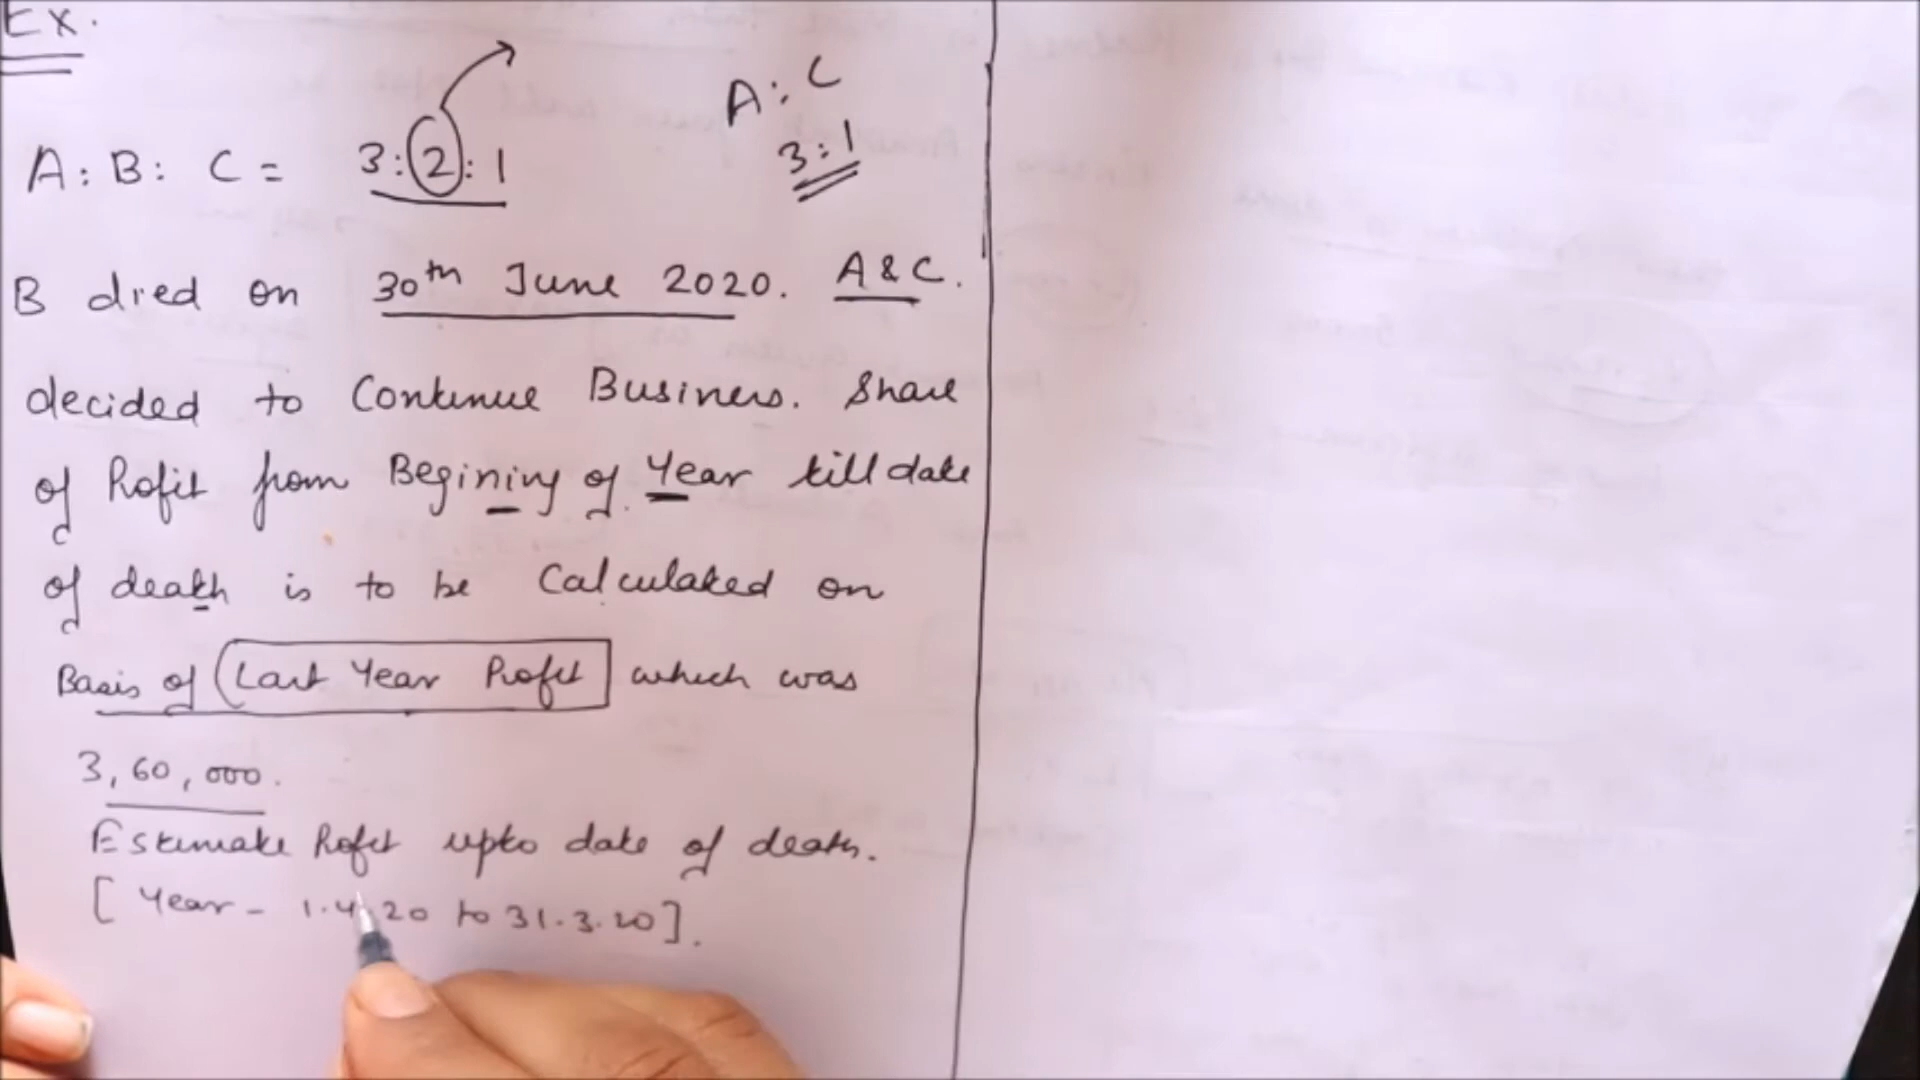 Ex.
A : C
3 : 1
A : B : C = 3 : 2 : 1
B died on 30th June 2020. A & C.
decided to Continue Business. Share
of Profit from Begining of Year till date
of death is to be Calculated on
Basis of Last Year Profit which was
3,60,000.
Estimate Profit upto date of death.
[ Year - 1.4.20 to 31.3.20].